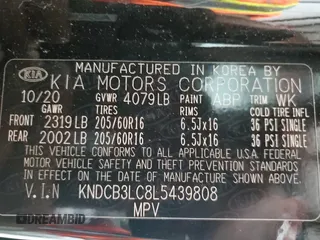 MANUFACTURED IN KOREA BY
KIA KIA MOTORS CORPORATION
10/20 GVWR 4079LB PAINT ABP TRIM WK
GAWR TIRES RIMS COLD TIRE INFL
FRONT 2319LB 205/60R16 6.5Jx16 36 PSI SINGLE
REAR 2002LB 205/60R16 6.5Jx16 36 PSI SINGLE
THIS VEHICLE CONFORMS TO ALL APPLICABLE U.S.A FEDERAL
MOTOR VEHICLE SAFETY AND THEFT PREVENTION STANDARDS
IN EFFECT ON THE DATE OF MANUFACTURE SHOWN ABOVE.
V.I.N KNDCB3LC8L5439808
MPV
DREAMBID